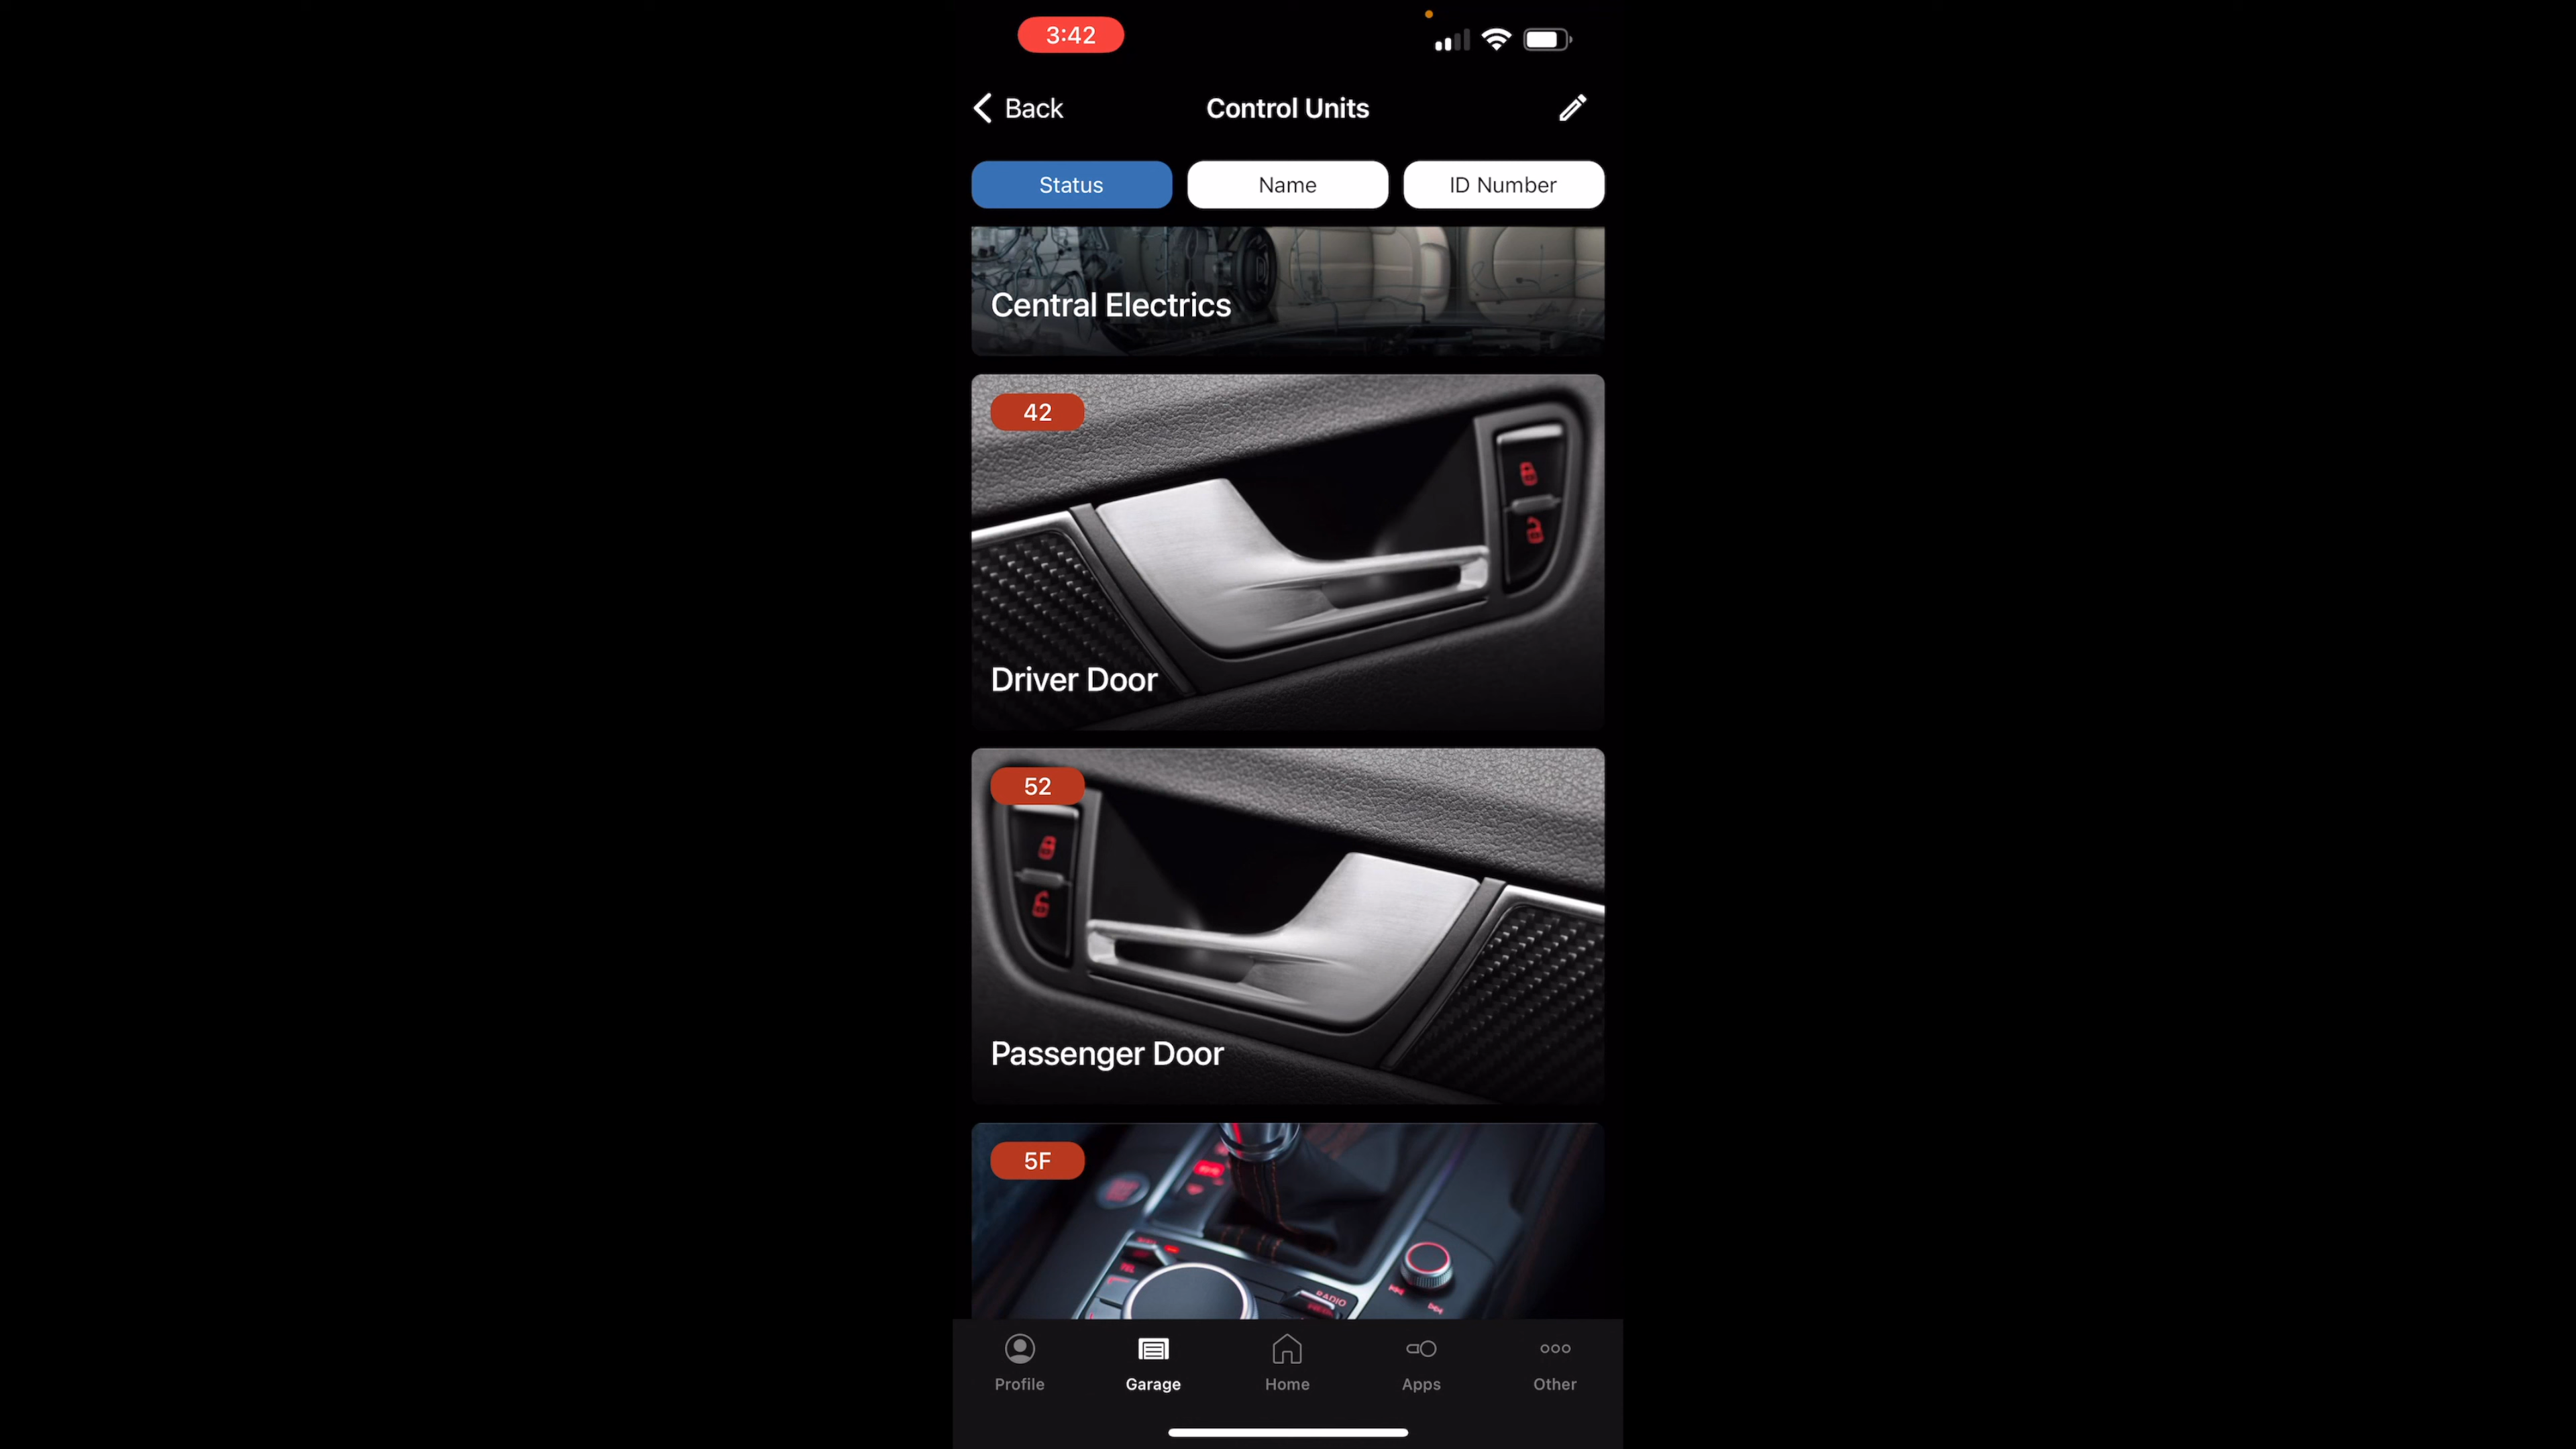 3:42
Back
Control Units
Status
Name
ID Number
Central Electrics
42
Driver Door
52
Passenger Door
5F
RADIO
Profile
Garage
Home
Apps
Other